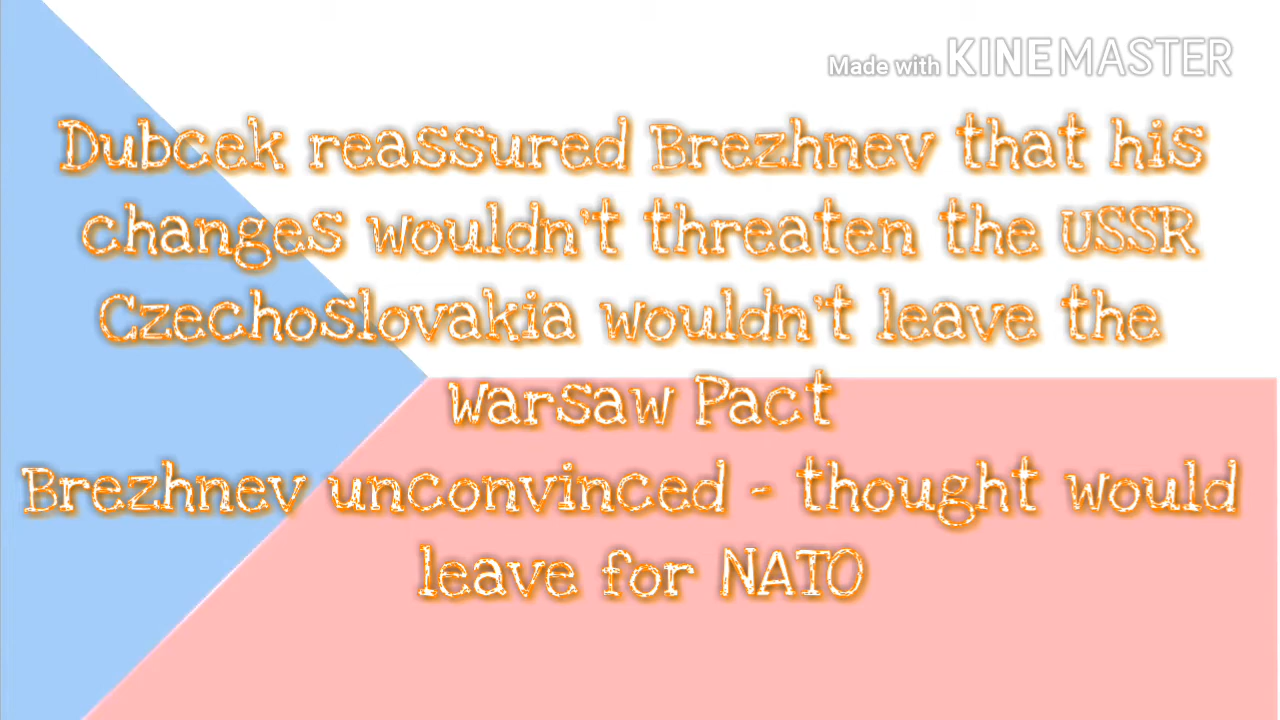 Made with KINEMASTER
Dubcek reassured Brezhnev that his
changes wouldn't threaten the USSR
Czechoslovakia wouldn't leave the
Warsaw Pact
Brezhnev unconvinced - thought would
leave for NATO